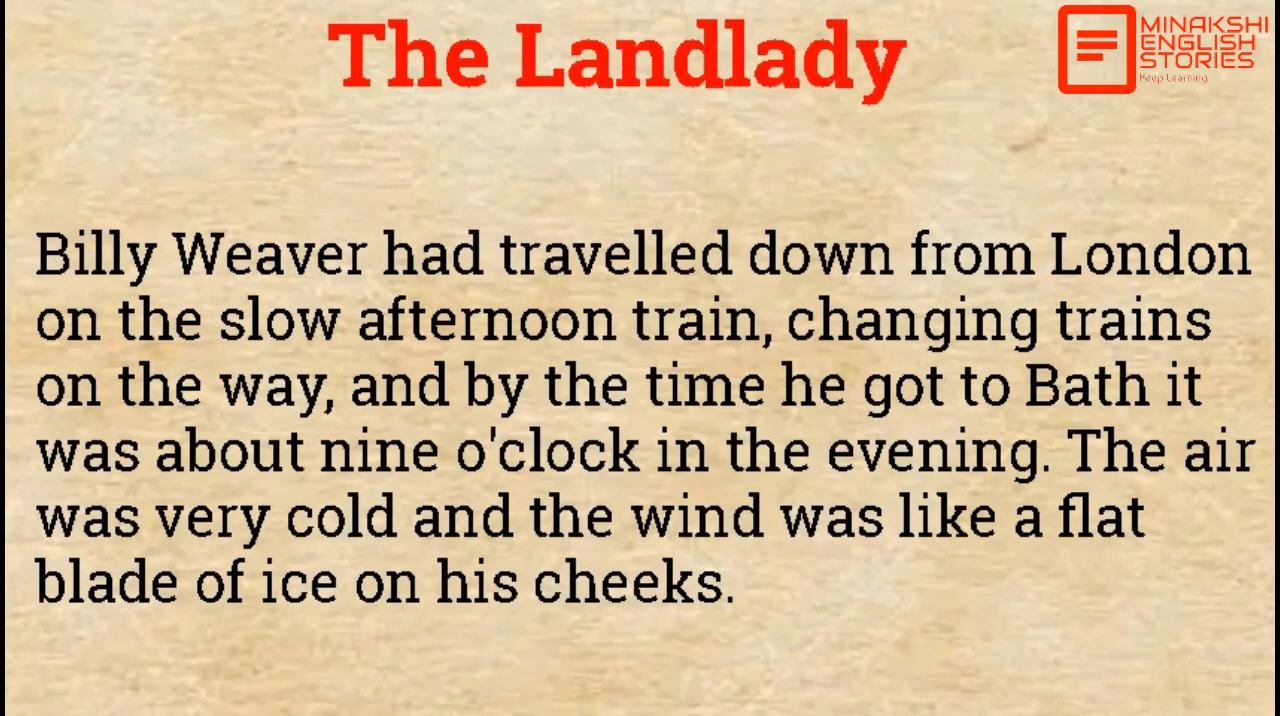 The Landlady
MINAKSHI
ENGLISH
STORIES
Keep Learning
Billy Weaver had travelled down from London
on the slow afternoon train, changing trains
on the way, and by the time he got to Bath it
was about nine o'clock in the evening. The air
was very cold and the wind was like a flat
blade of ice on his cheeks.